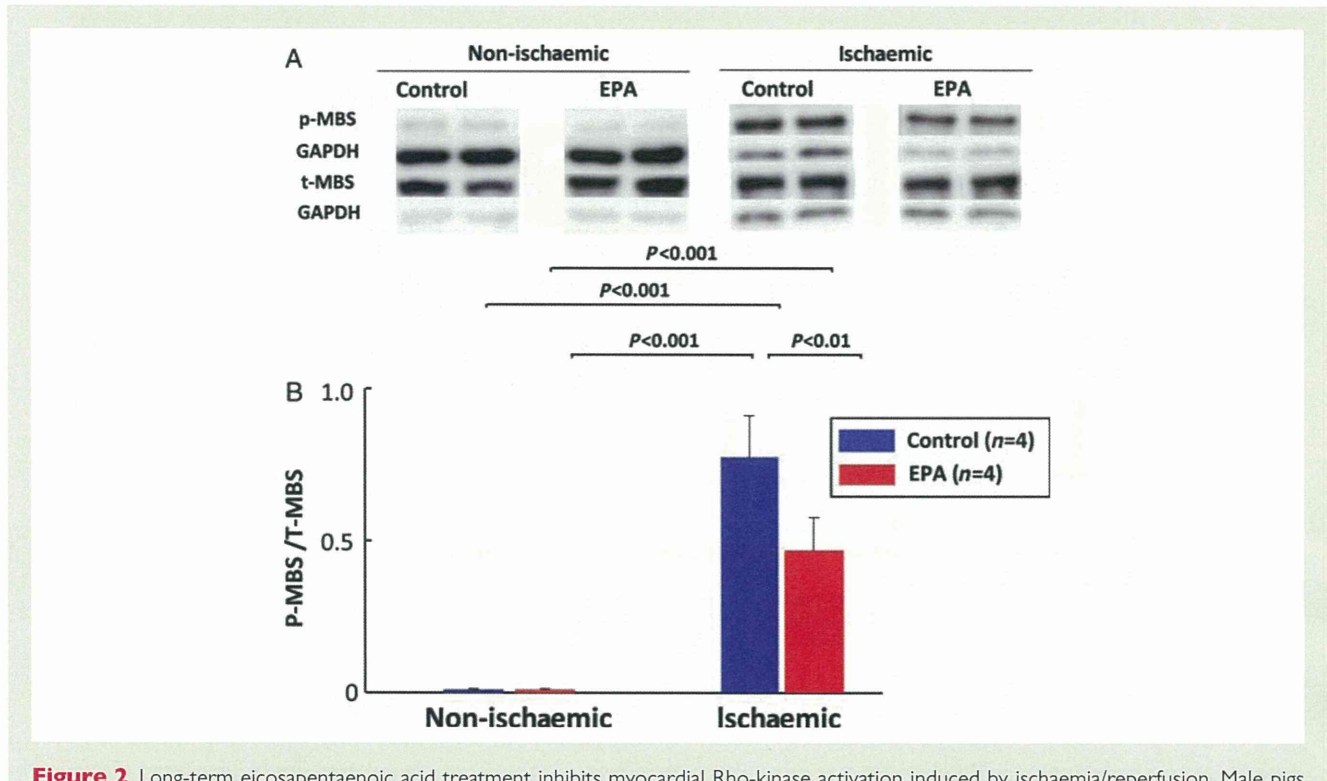 A
Non-ischaemic Ischaemic
Control EPA Control EPA
p-MBS
GAPDH
t-MBS
GAPDH
P<0.001
P<0.001
P<0.001 P<0.01
B
1.0
0.5
0
P-MBS /T-MBS
Control (n=4)
EPA (n=4)
Non-ischaemic Ischaemic
Figure 2 Long-term eicosapentaenoic acid treatment inhibits myocardial Rho-kinase activation induced by ischaemia/reperfusion. Male pigs